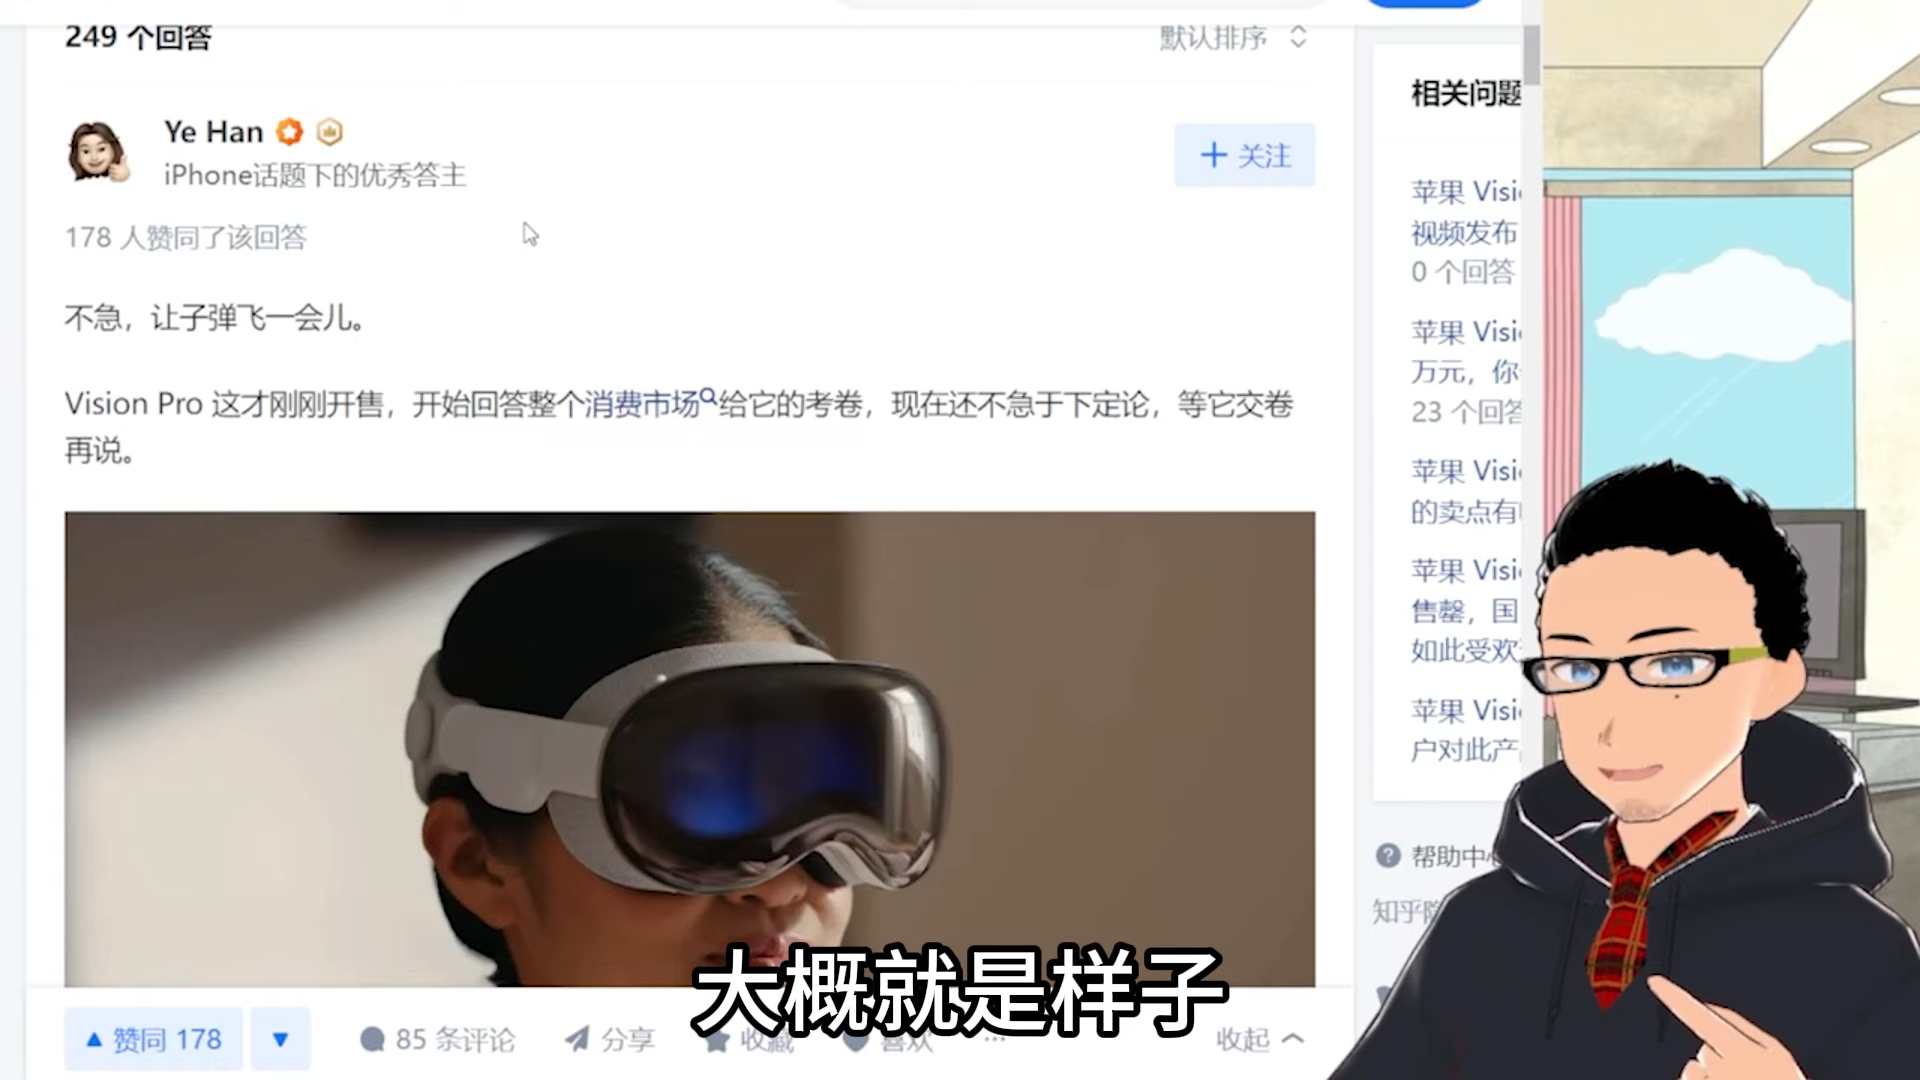 249 个回答
默认排序
Ye Han
iPhone话题下的优秀答主
+ 关注
178 人赞同了该回答
不急，让子弹飞一会儿。
Vision Pro 这才刚刚开售，开始回答整个消费市场给它的考卷，现在还不急于下定论，等它交卷
再说。
▲ 赞同 178
▼
85 条评论
分享
收藏
喜欢
···
收起
相关问题
苹果 Visi
视频发布
0 个回答
苹果 Visi
万元，你
23 个回答
苹果 Visi
的卖点有
苹果 Visi
售罄，国
如此受欢
苹果 Visi
户对此产
帮助中心
知乎隐
大概就是样子